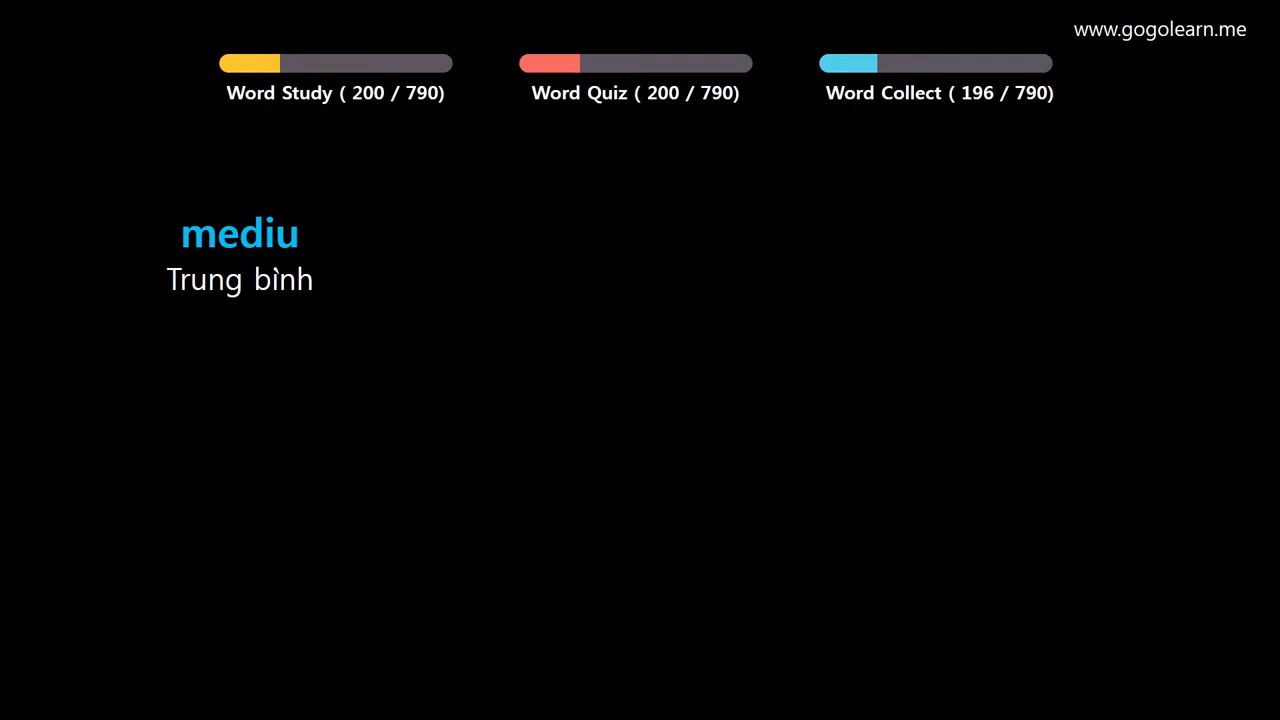 www.gogolearn.me
Word Study ( 200 / 790)
Word Quiz ( 200 / 790)
Word Collect ( 196 / 790)
mediu
Trung bình